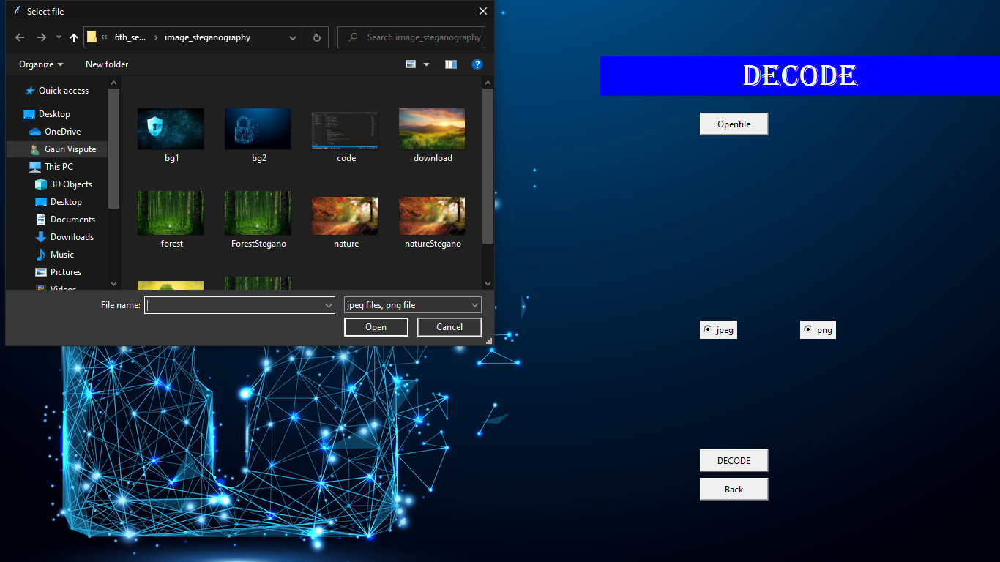 Select file
6th_se... image_steganography
Search image_steganography
Organize
New folder
Quick access
Desktop
OneDrive
Gauri Vispute
This PC
3D Objects
Desktop
Documents
Downloads
Music
Pictures
Videos
bg1
bg2
code
download
forest
ForestStegano
nature
natureStegano
File name:
jpeg files, png file
Open
Cancel
DECODE
Openfile
jpeg
png
DECODE
Back